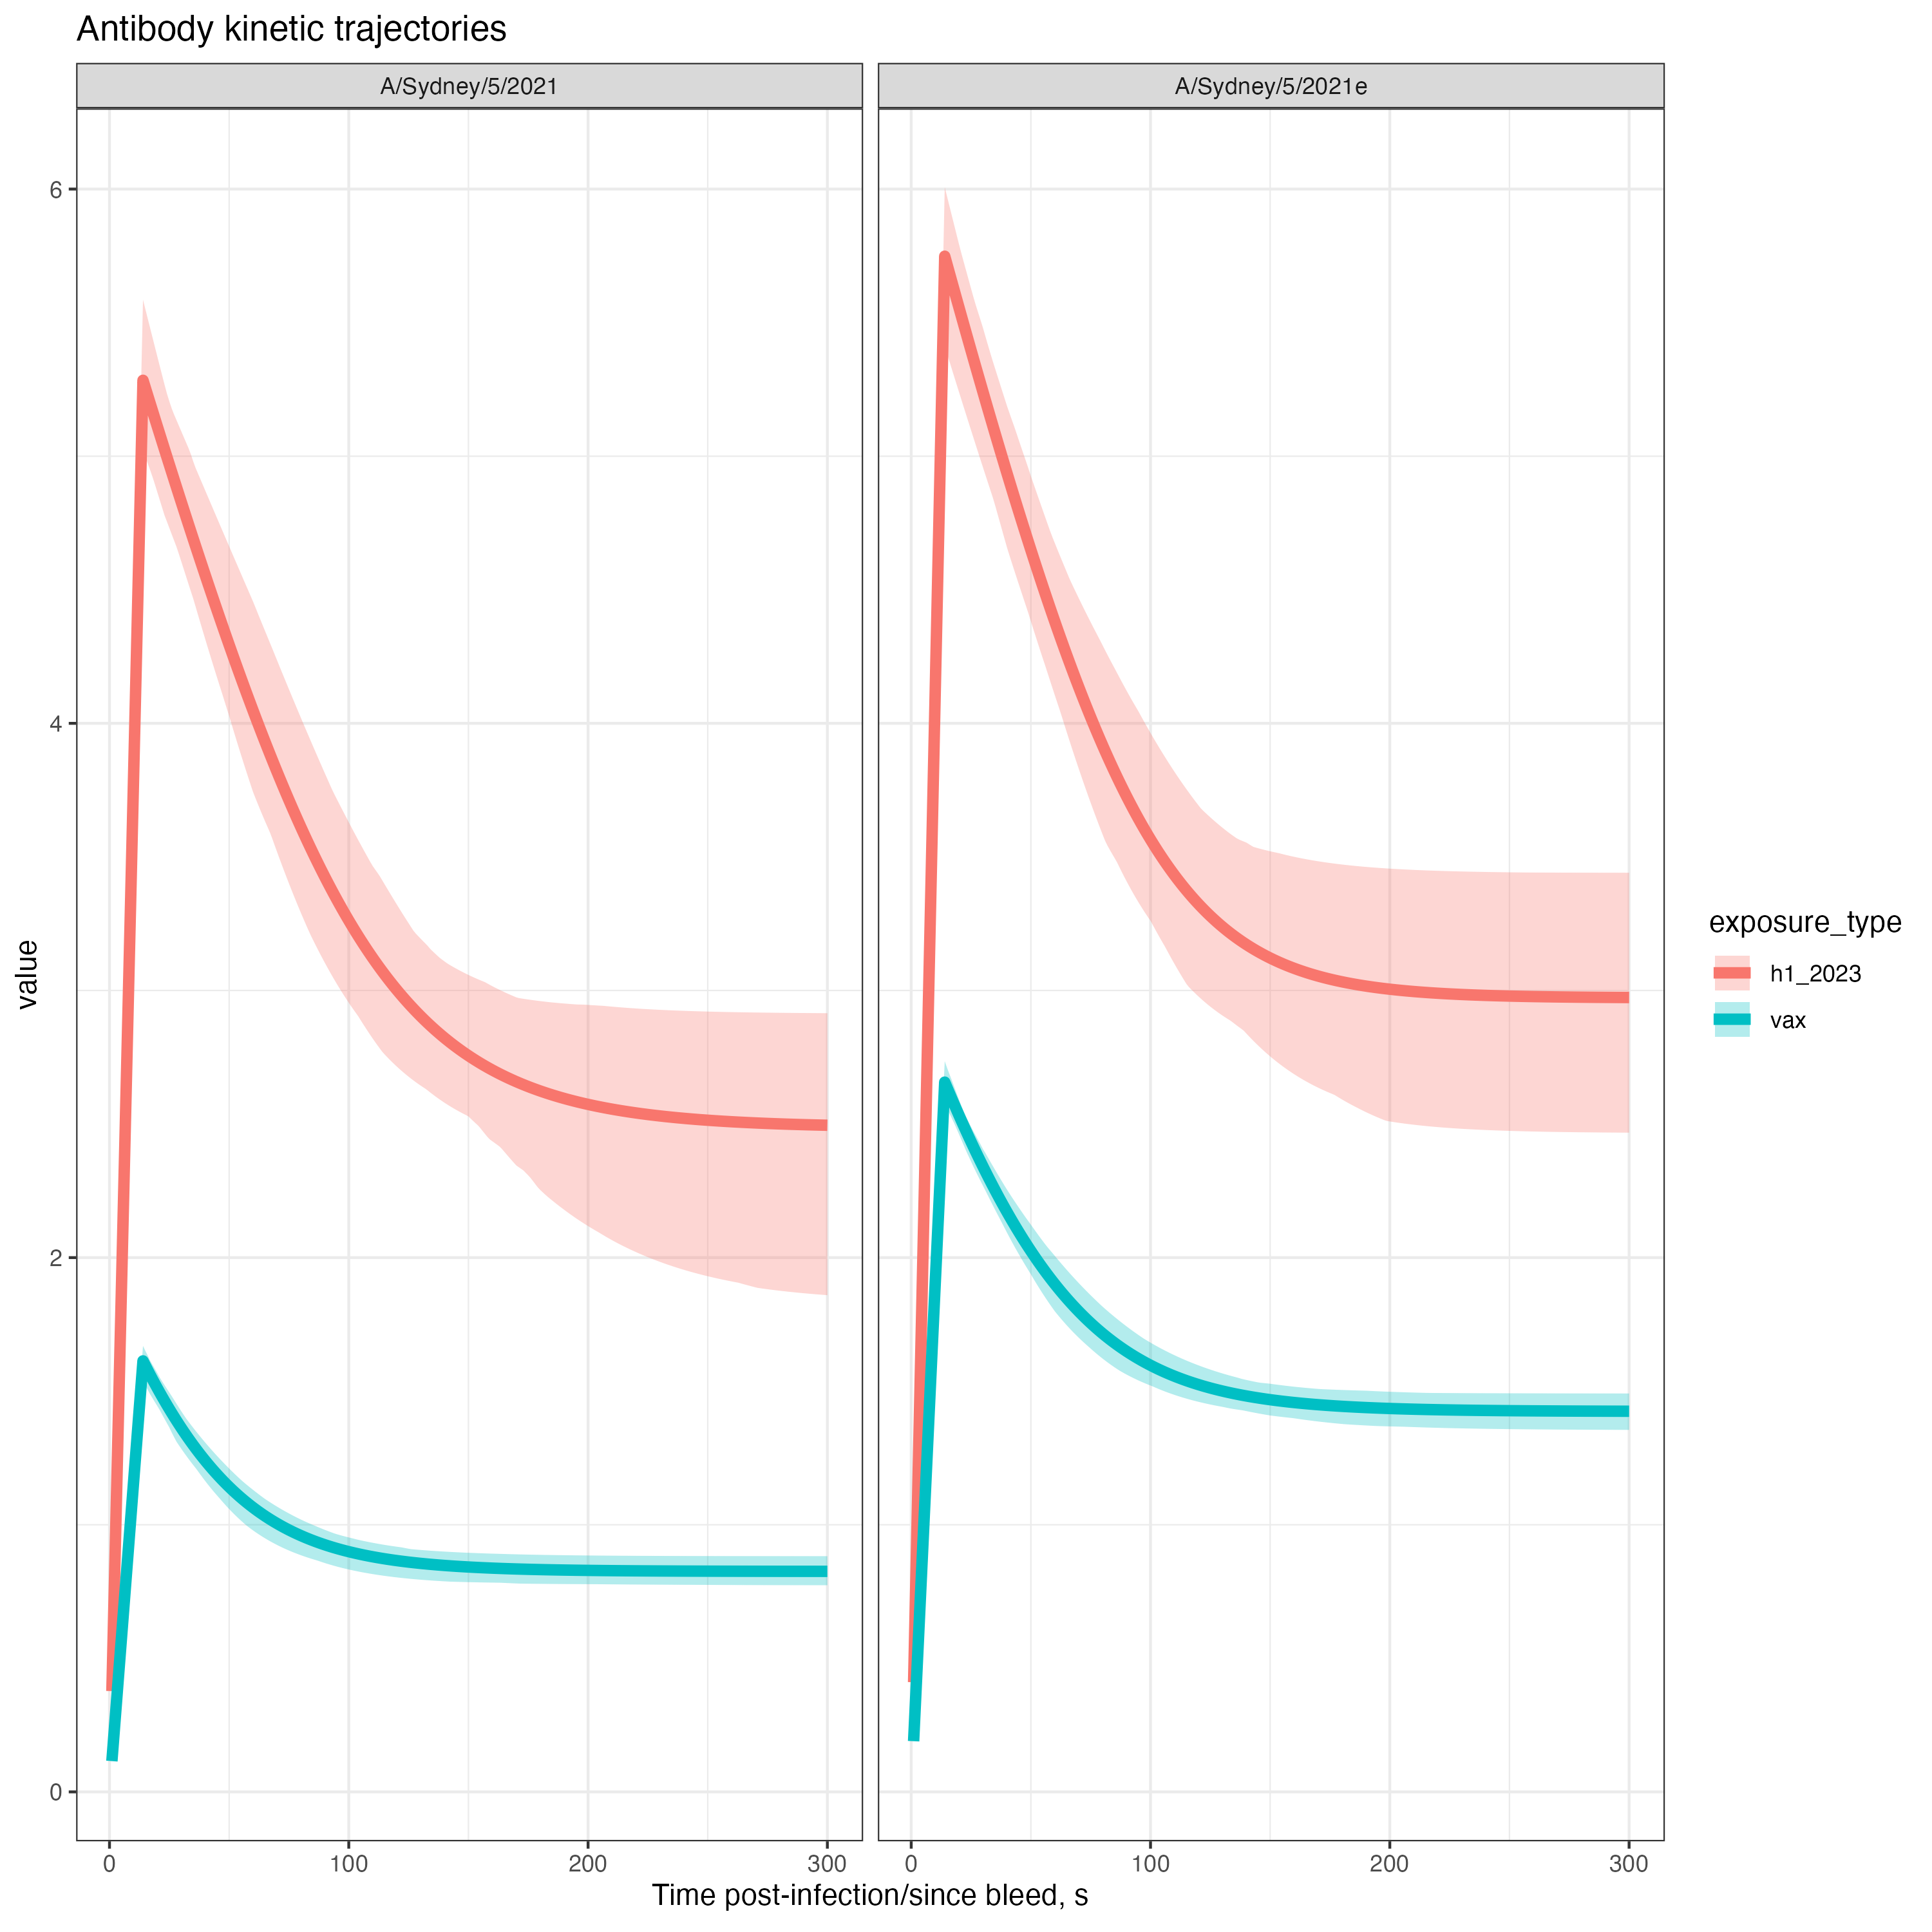 Antibody kinetic trajectories
A/Sydney/5/2021
A/Sydney/5/2021e
6
4
2
0
value
0
100
200
300
0
100
200
300
Time post-infection/since bleed, s
exposure_type
h1_2023
vax